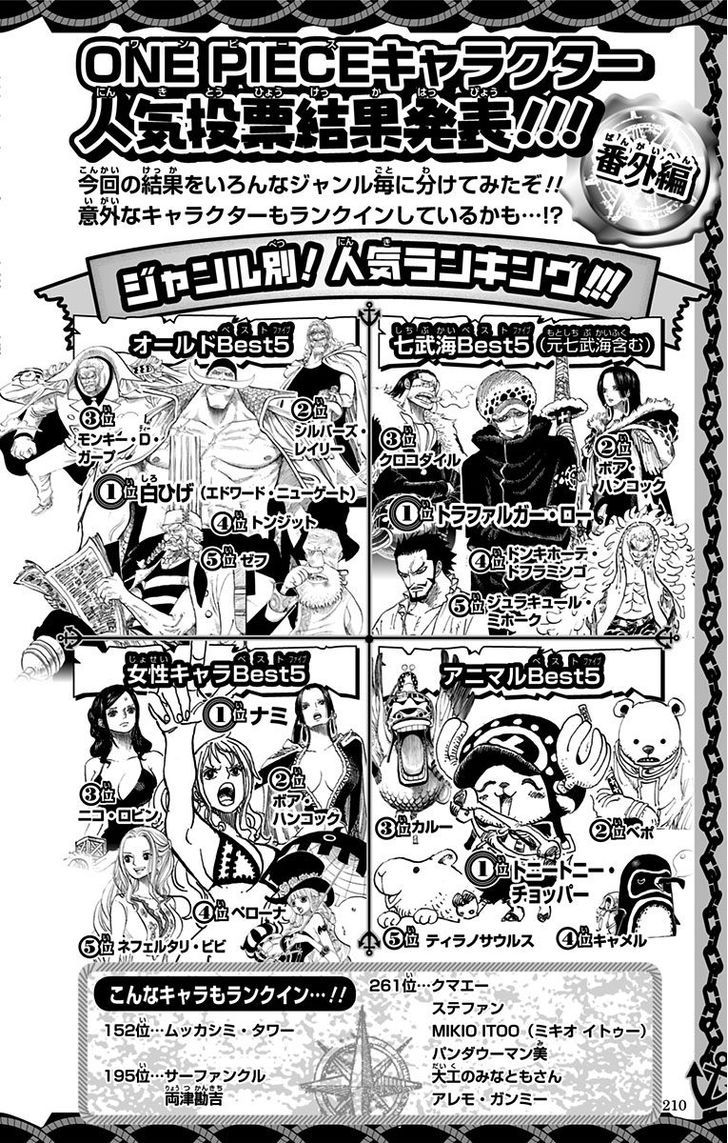 ONE PIECEキャラクター
人気投票結果発表!!!
番外編
今回の結果をいろんなジャンル毎に分けてみたぞ!!
意外なキャラクターもランクインしているかも…!?
ジャンル別! 人気ランキング!!!
オールドBest5
3位
モンキー・D・
ガープ
2位
シルバーズ・
レイリー
1位 白ひげ(エドワード・ニューゲート)
4位 トンジット
5位 ゼフ
七武海Best5(元七武海含む)
3位
クロコダイル
2位
ボア・
ハンコック
1位 トラファルガー・ロー
4位 ドンキホーテ・
ドフラミンゴ
5位 ジュラキュール・
ミホーク
女性キャラBest5
1位 ナミ
3位
ニコ・ロビン
2位
ボア・
ハンコック
4位 ペローナ
5位 ネフェルタリ・ビビ
アニマルBest5
3位 カルー
2位 ベポ
1位 トニートニー・
チョッパー
5位 ティラノサウルス
4位 キャメル
こんなキャラもランクイン…!!
152位…ムッカシミ・タワー
195位…サーファンクル
両津勘吉
261位…クマエー
ステファン
MIKIO ITOO(ミキオ イトゥー)
パンダウーマン美
大工のみなともさん
アレモ・ガンミー
210